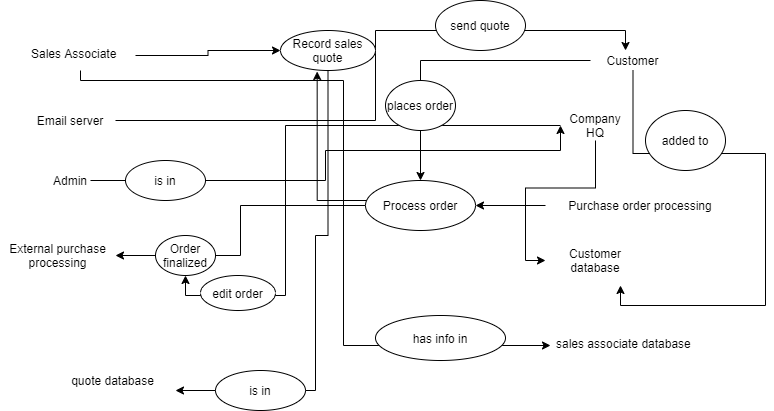 send quote
Record sales
quote
Sales Associate
Customer
places order
Email server
Company
HQ
added to
Admin
is in
Process order
Purchase order processing
External purchase
processing
Order
finalized
Customer
database
edit order
has info in
sales associate database
quote database
is in